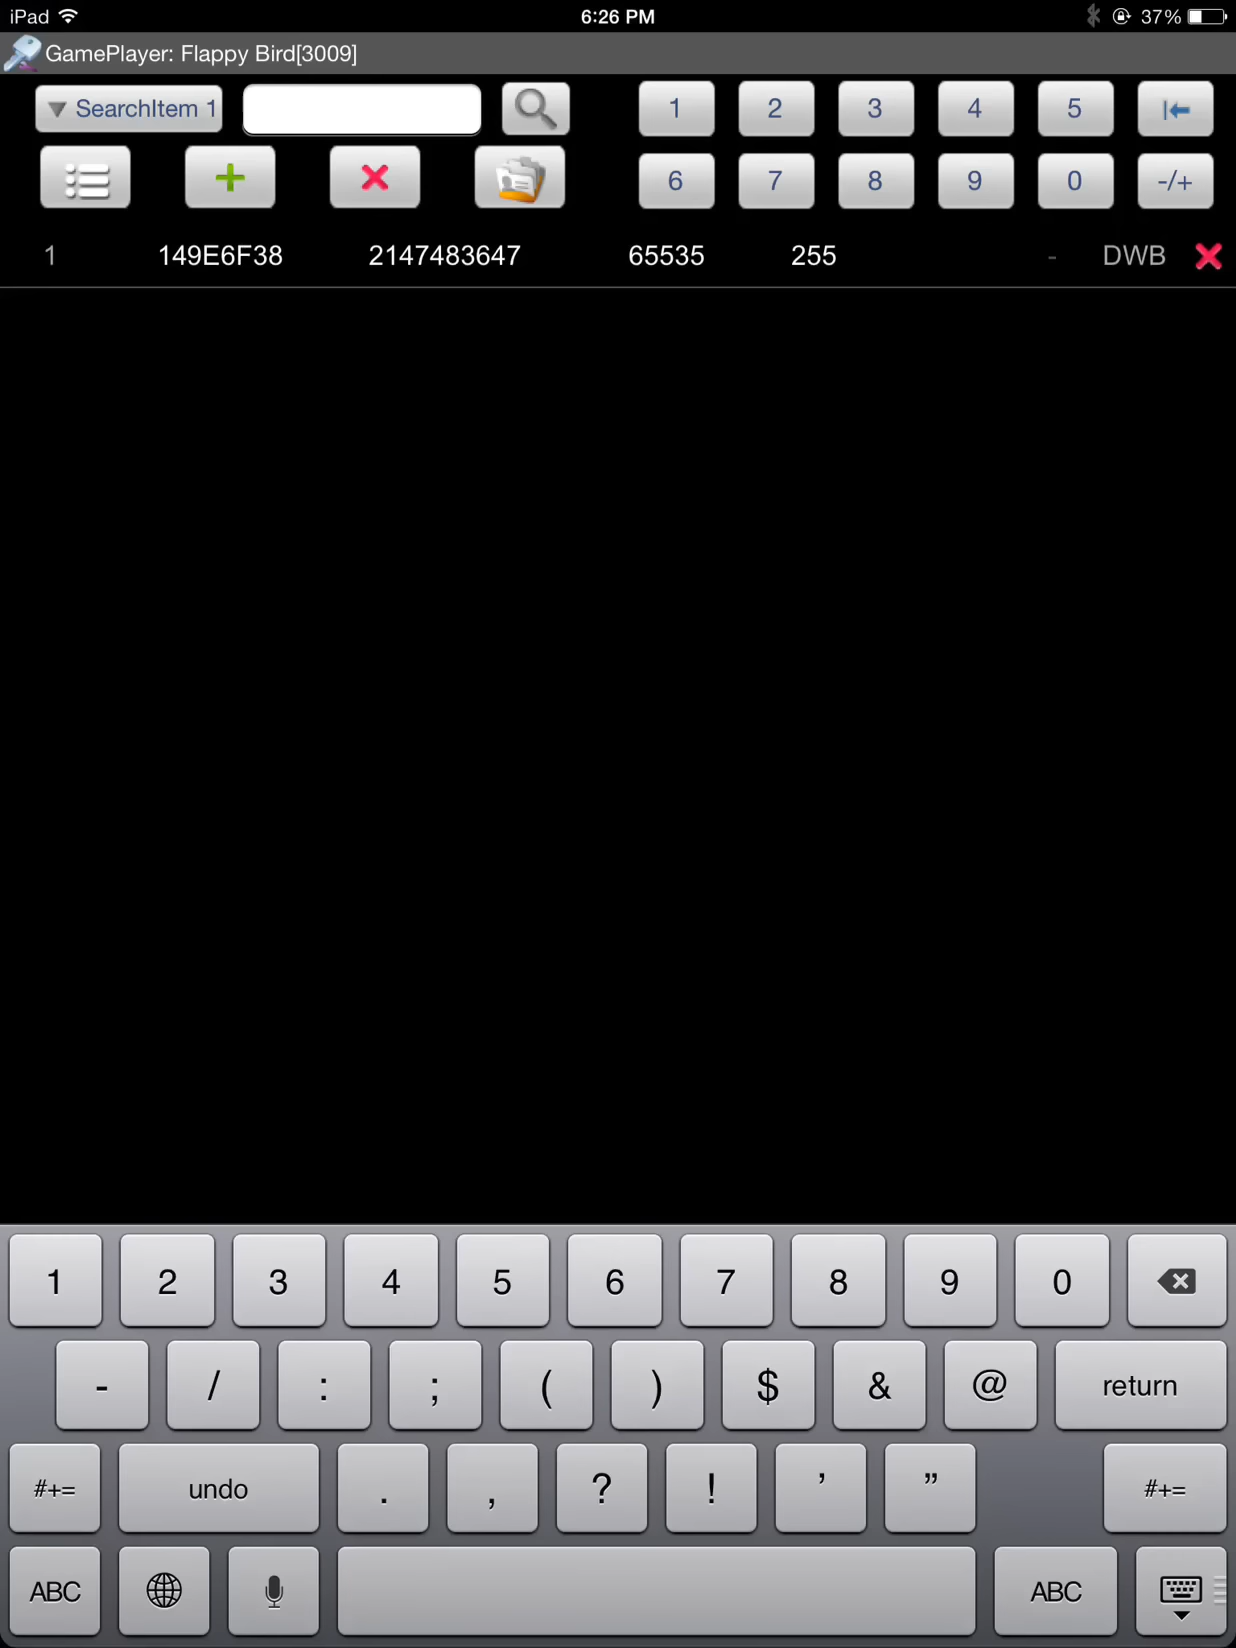 iPad 6:26 PM 37%
GamePlayer: Flappy Bird[3009]
▼ SearchItem 1
1 2 3 4 5
6 7 8 9 0 -/+
1 149E6F38 2147483647 65535 255 - DWB
1 2 3 4 5 6 7 8 9 0
- / : ; ( ) $ & @ return
#+= undo . , ? ! ’ ” #+=
ABC ABC